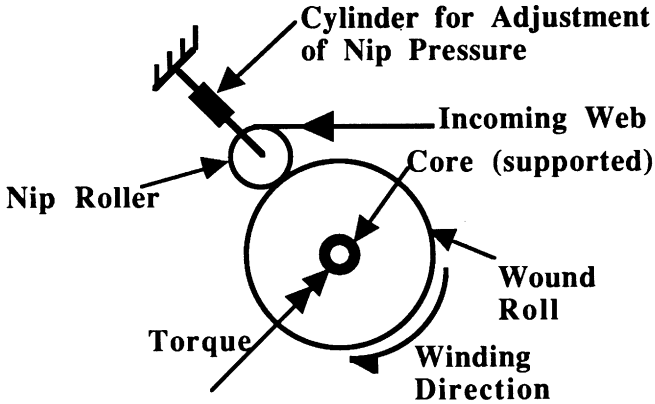 Cylinder for Adjustment
of Nip Pressure
Incoming Web
Core (supported)
Nip Roller
Wound
Roll
Torque
Winding
Direction